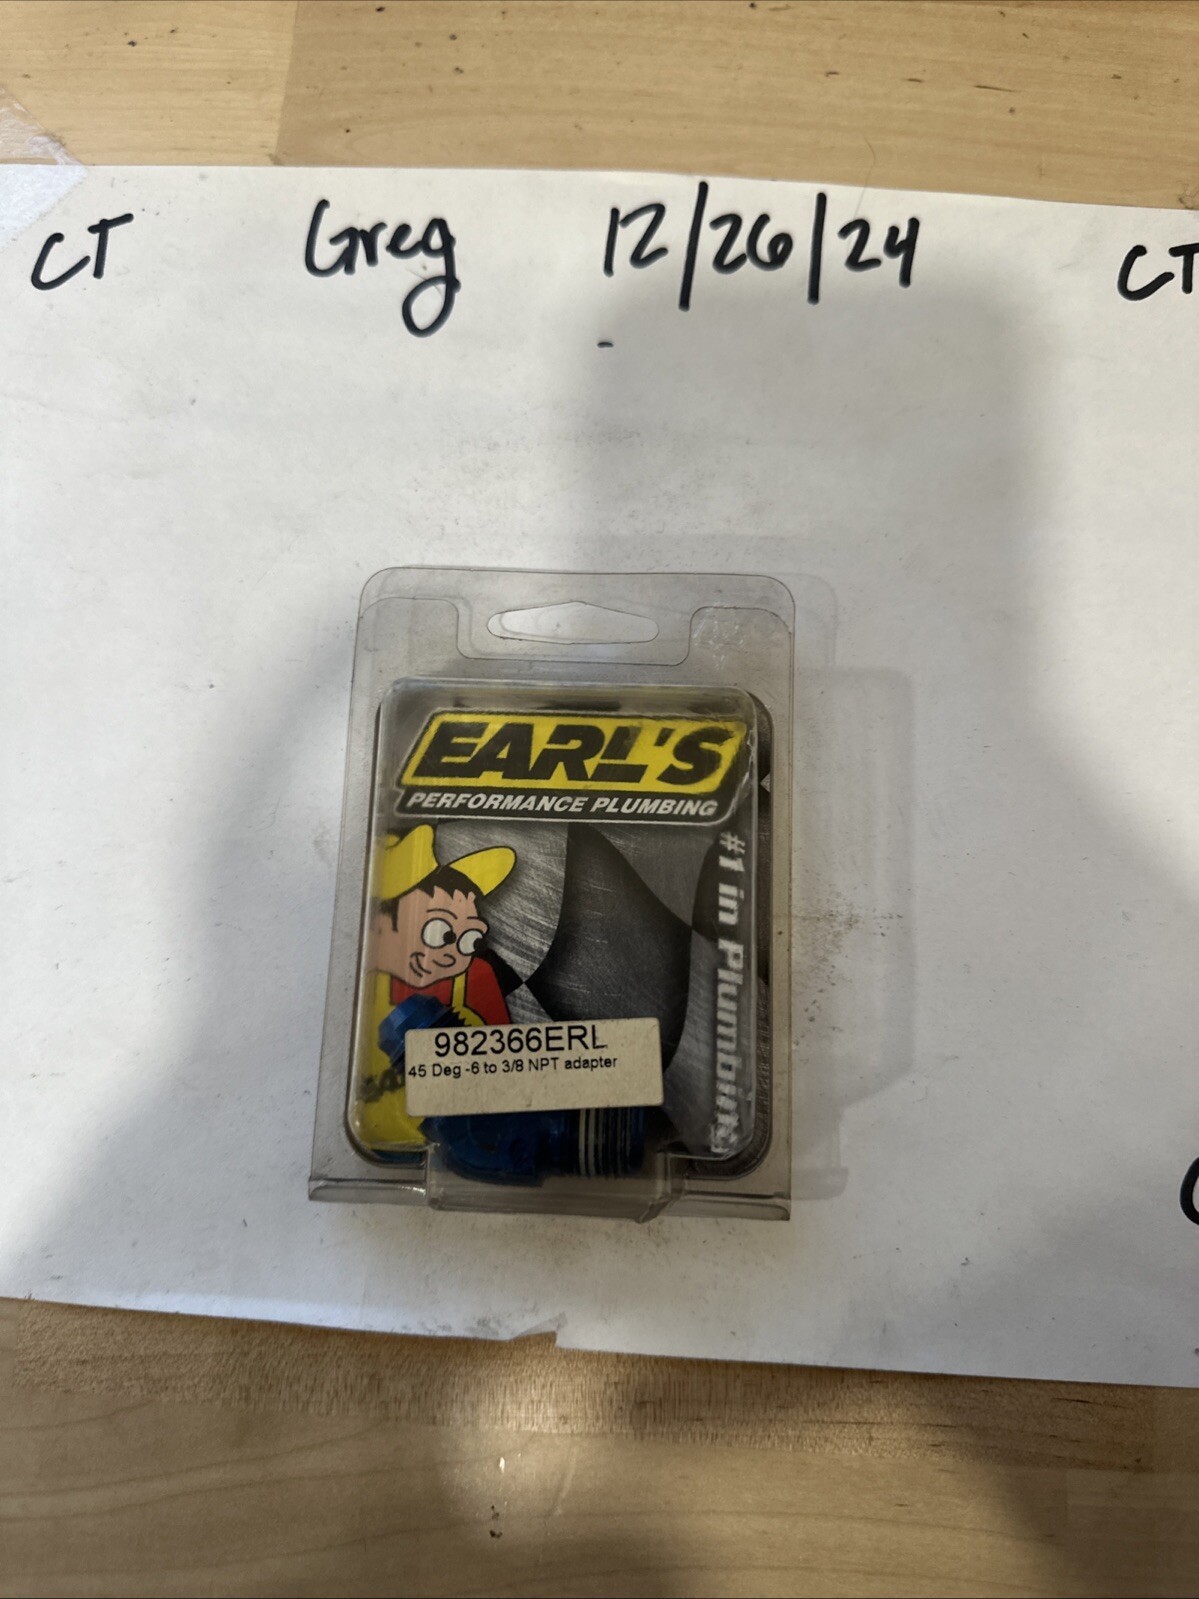 CT Greg 12/26/24 CT
EARL'S
PERFORMANCE PLUMBING
#1 in Plumbing
982366ERL
45 Deg -6 to 3/8 NPT adapter